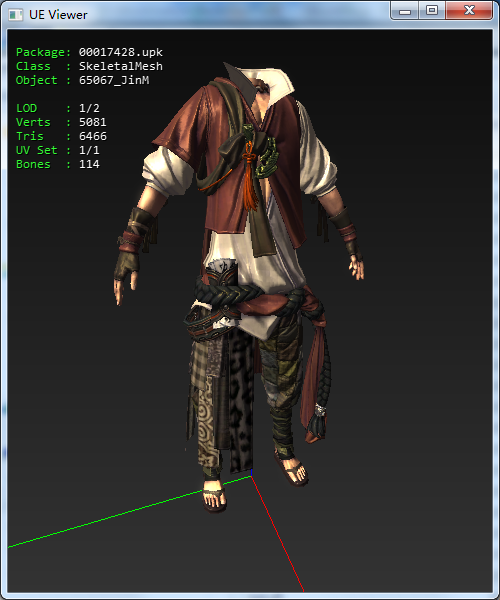 UE Viewer
Package: 00017428.upk
Class : SkeletalMesh
Object : 65067_JinM
LOD : 1/2
Verts : 5081
Tris : 6466
UV Set : 1/1
Bones : 114